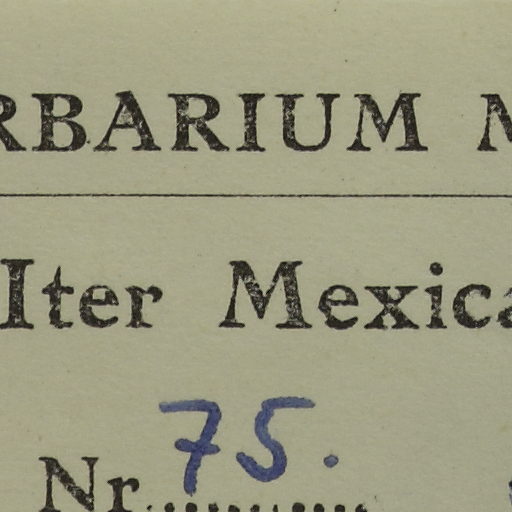 RBARIUM M
Iter Mexica
Nr. 75.